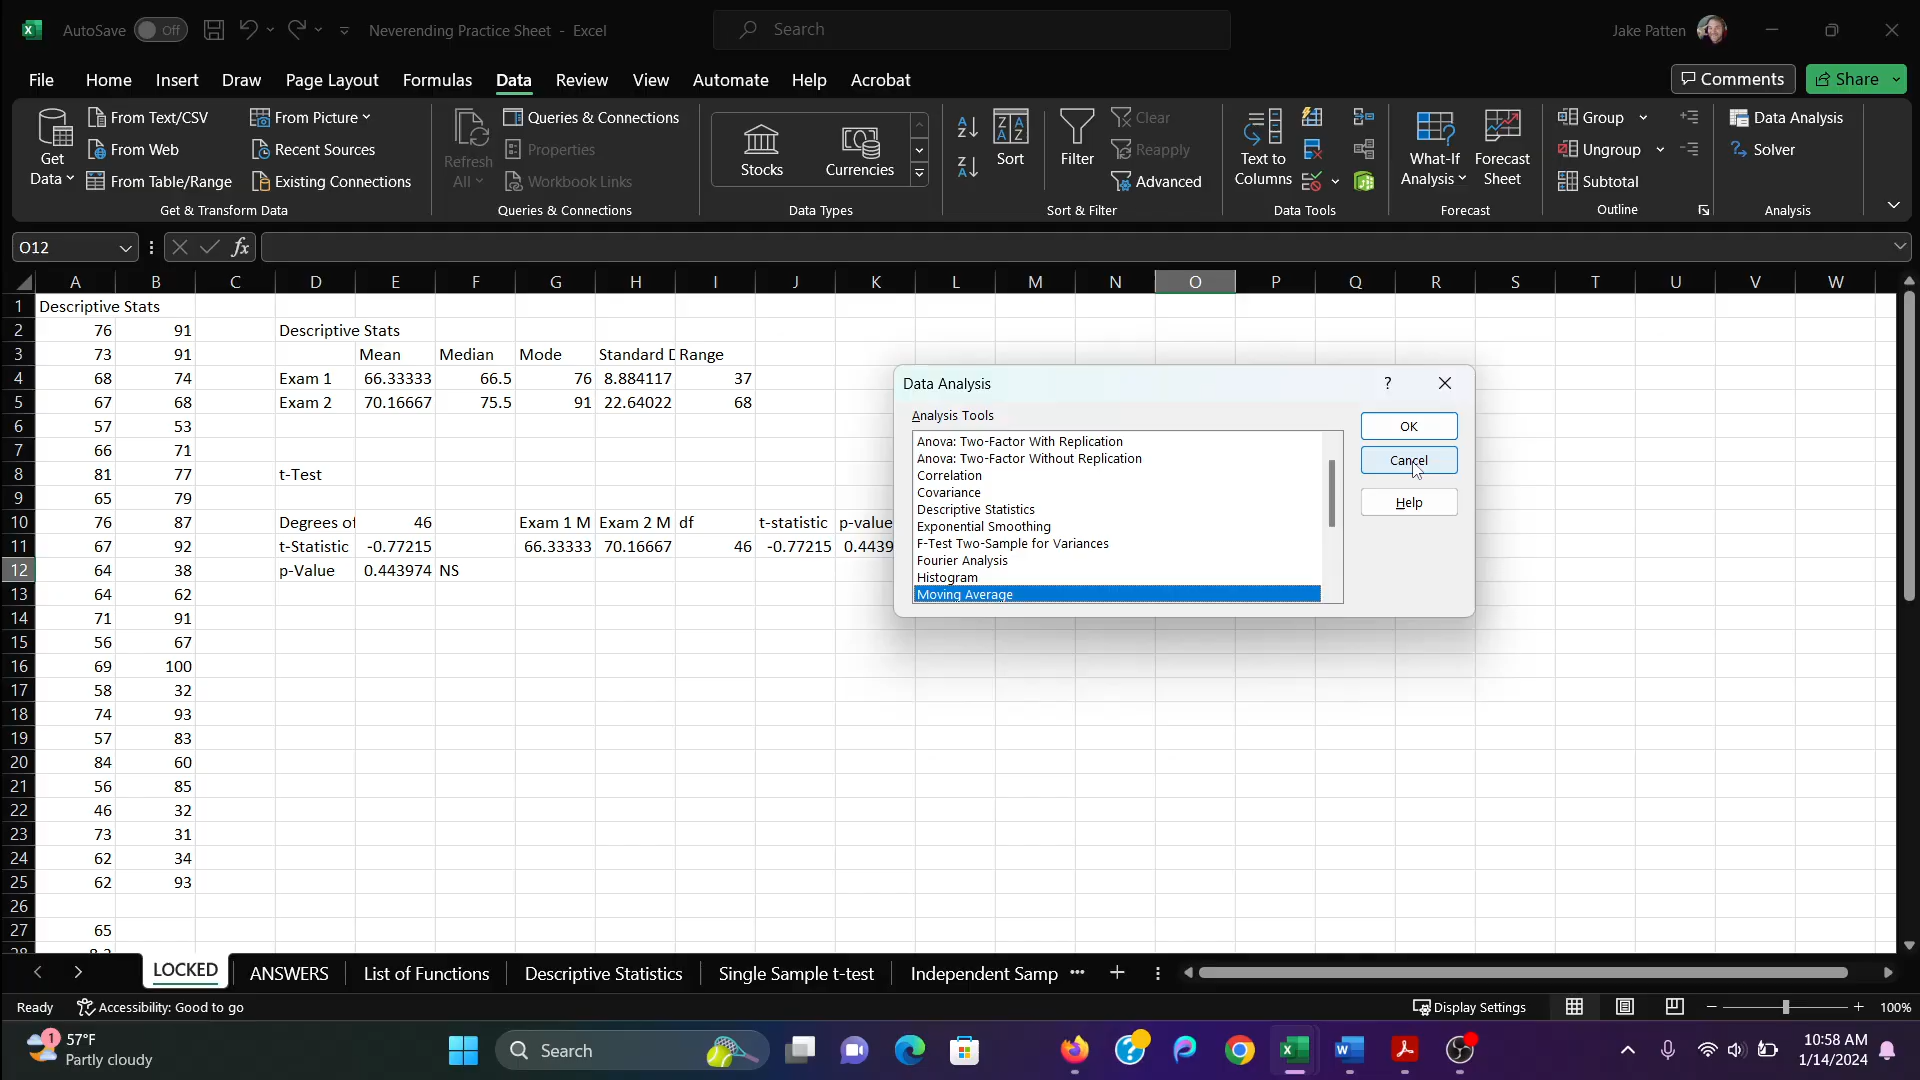 AutoSave Off Neverending Practice Sheet - Excel Search Jake Patten
File Home Insert Draw Page Layout Formulas Data Review View Automate Help Acrobat Comments Share
Get Data
From Text/CSV
From Web
From Table/Range
From Picture
Recent Sources
Existing Connections
Get & Transform Data
Refresh All
Queries & Connections
Properties
Workbook Links
Queries & Connections
Stocks
Currencies
Data Types
Sort
Filter
Clear
Reapply
Advanced
Sort & Filter
Text to Columns
Data Tools
What-If Analysis
Forecast Sheet
Forecast
Group
Ungroup
Subtotal
Outline
Data Analysis
Solver
Analysis
O12 fx
A B C D E F G H I J K L M N O P Q R S T U V W
1 Descriptive Stats
2 76 91 Descriptive Stats
3 73 91 Mean Median Mode Standard D Range
4 68 74 Exam 1 66.33333 66.5 76 8.884117 37
5 67 68 Exam 2 70.16667 75.5 91 22.64022 68
6 57 53
7 66 71
8 81 77 t-Test
9 65 79
10 76 87 Degrees of 46 Exam 1 M Exam 2 M df t-statistic p-value
11 67 92 t-Statistic -0.77215 66.33333 70.16667 46 -0.77215 0.4439
12 64 38 p-Value 0.443974 NS
13 64 62
14 71 91
15 56 67
16 69 100
17 58 32
18 74 93
19 57 83
20 84 60
21 56 85
22 46 32
23 73 31
24 62 34
25 62 93
26
27 65
Data Analysis ?
Analysis Tools
Anova: Two-Factor With Replication
Anova: Two-Factor Without Replication
Correlation
Covariance
Descriptive Statistics
Exponential Smoothing
F-Test Two-Sample for Variances
Fourier Analysis
Histogram
Moving Average
OK
Cancel
Help
LOCKED ANSWERS List of Functions Descriptive Statistics Single Sample t-test Independent Samp
Ready Accessibility: Good to go Display Settings 100%
1 57°F
Partly cloudy
Search
10:58 AM
1/14/2024